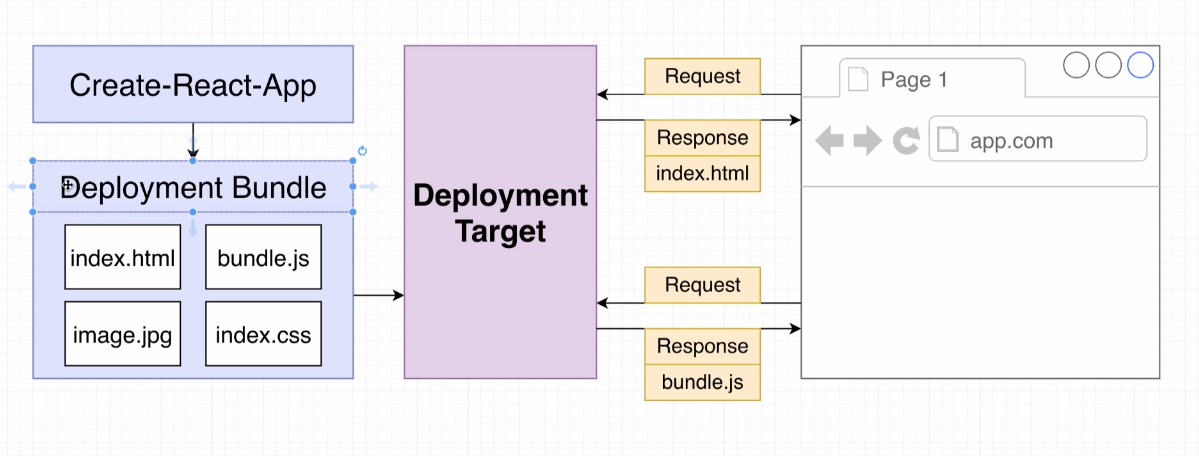 Create-React-App
Deployment Bundle
index.html
bundle.js
image.jpg
index.css
Deployment
Target
Request
Response
index.html
Request
Response
bundle.js
Page 1
app.com